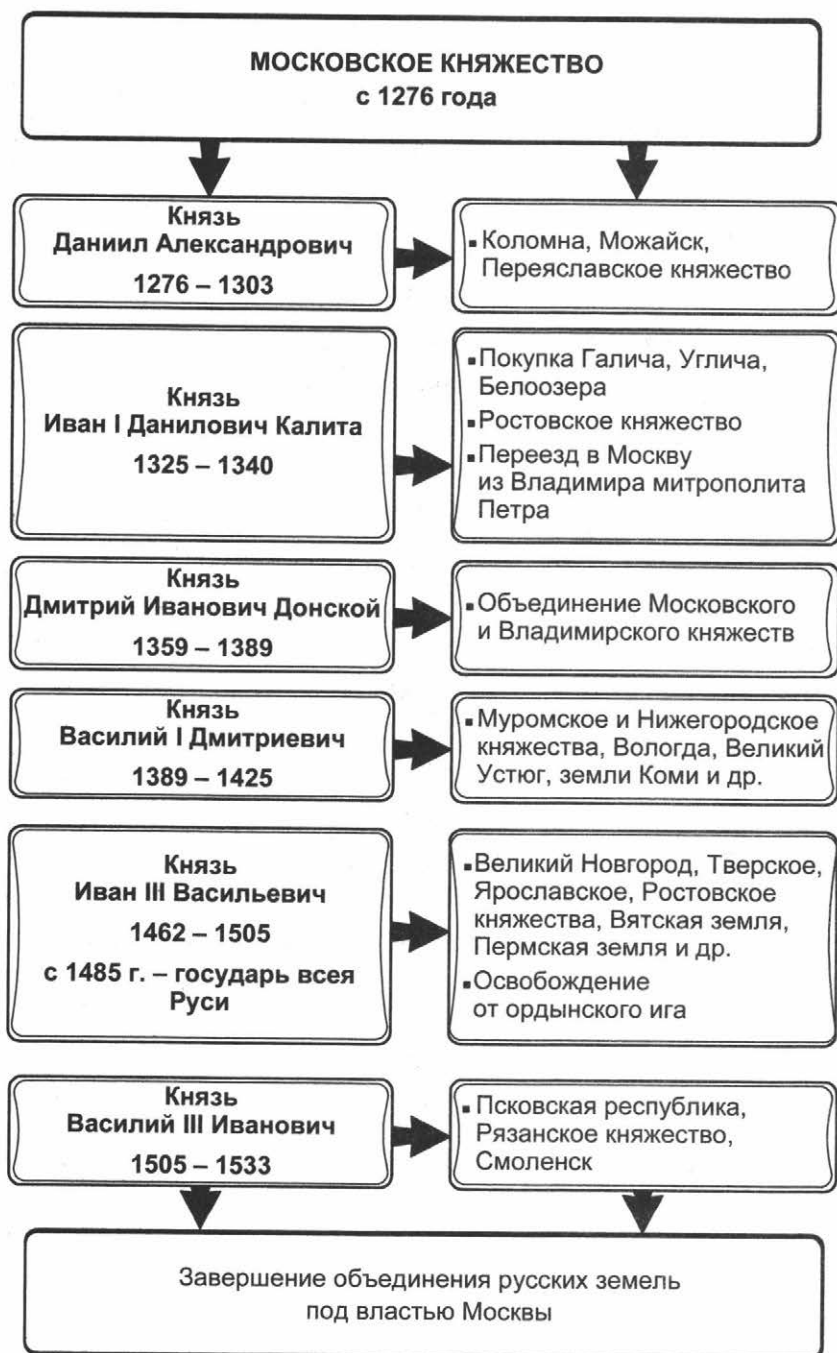 МОСКОВСКОЕ КНЯЖЕСТВО
с 1276 года
Князь
Даниил Александрович
1276 – 1303
▪ Коломна, Можайск,
Переяславское княжество
Князь
Иван I Данилович Калита
1325 – 1340
▪ Покупка Галича, Углича,
Белоозера
▪ Ростовское княжество
▪ Переезд в Москву
из Владимира митрополита
Петра
Князь
Дмитрий Иванович Донской
1359 – 1389
▪ Объединение Московского
и Владимирского княжеств
Князь
Василий I Дмитриевич
1389 – 1425
▪ Муромское и Нижегородское
княжества, Вологда, Великий
Устюг, земли Коми и др.
Князь
Иван III Васильевич
1462 – 1505
с 1485 г. – государь всея
Руси
▪ Великий Новгород, Тверское,
Ярославское, Ростовское
княжества, Вятская земля,
Пермская земля и др.
▪ Освобождение
от ордынского ига
Князь
Василий III Иванович
1505 – 1533
▪ Псковская республика,
Рязанское княжество,
Смоленск
Завершение объединения русских земель
под властью Москвы